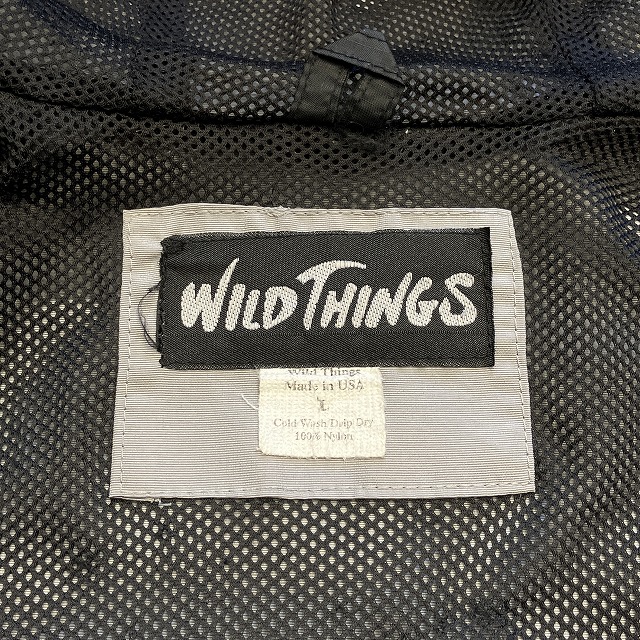 WILD THINGS
Wild Things
Made in USA
L
Cold Wash Drip Dry
100% Nylon